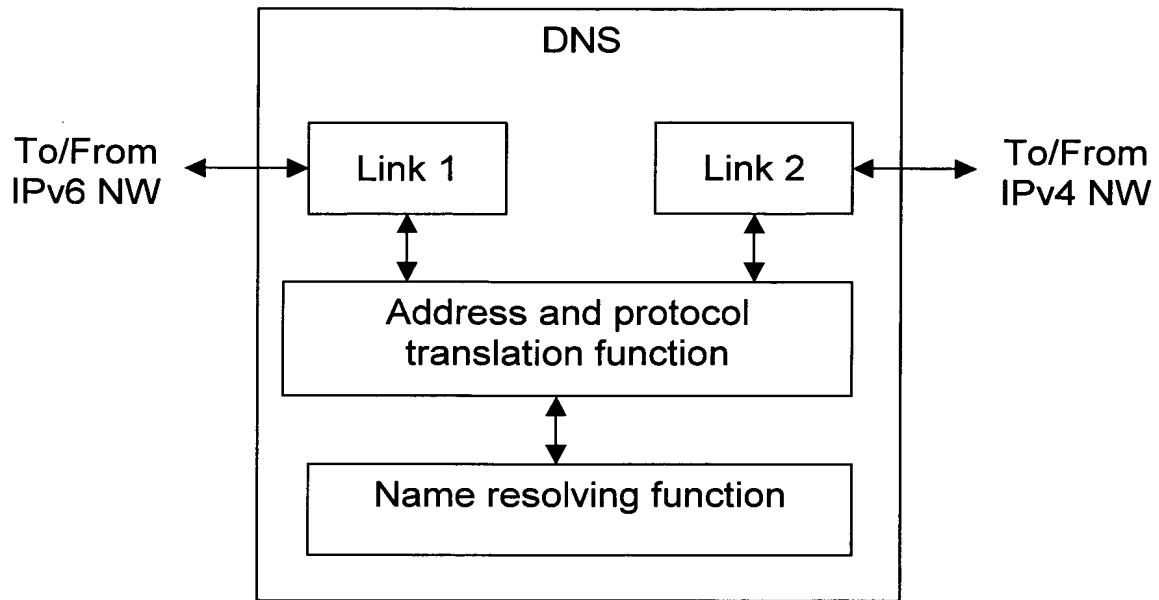 DNS
To/From
IPv6 NW
Link 1
Link 2
To/From
IPv4 NW
Address and protocol
translation function
Name resolving function